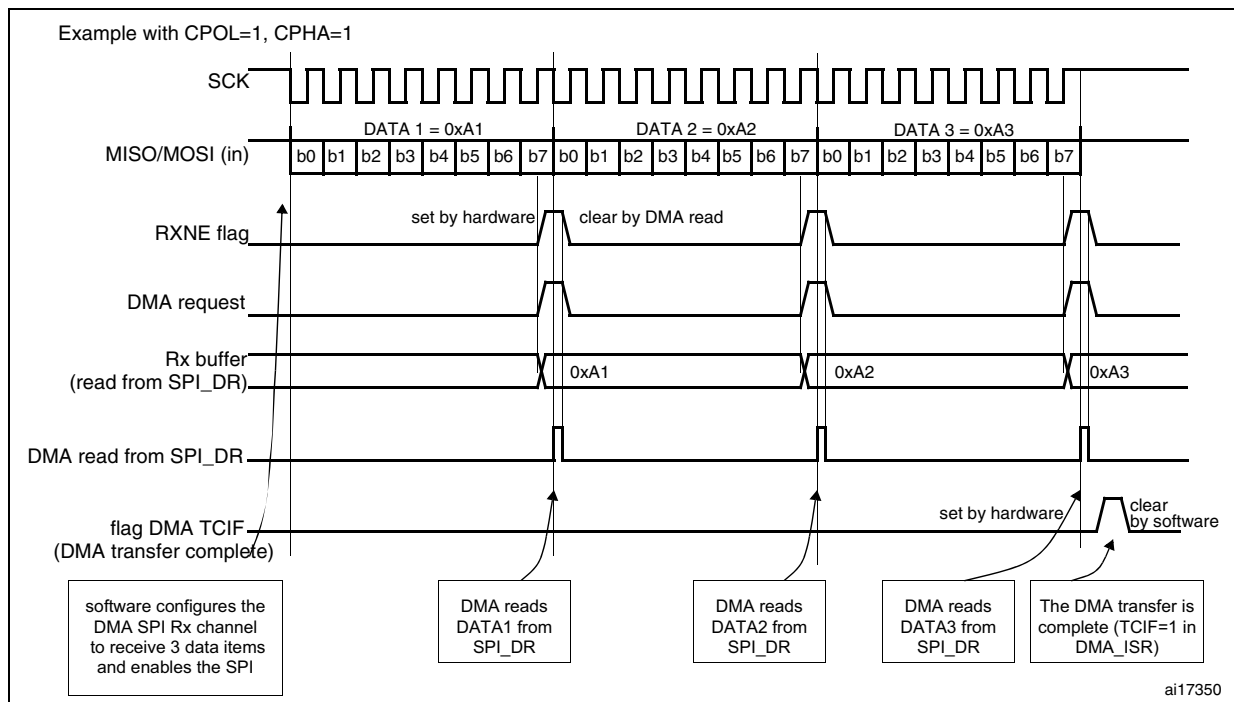 Example with CPOL=1, CPHA=1
SCK
DATA 1 = 0xA1
DATA 2 = 0xA2
DATA 3 = 0xA3
MISO/MOSI (in)
b0 b1 b2 b3 b4 b5 b6 b7 b0 b1 b2 b3 b4 b5 b6 b7 b0 b1 b2 b3 b4 b5 b6 b7
set by hardware
clear by DMA read
RXNE flag
DMA request
Rx buffer
(read from SPI_DR)
0xA1
0xA2
0xA3
DMA read from SPI_DR
flag DMA TCIF
(DMA transfer complete)
set by hardware
clear
by software
software configures the
DMA SPI Rx channel
to receive 3 data items
and enables the SPI
DMA reads
DATA1 from
SPI_DR
DMA reads
DATA2 from
SPI_DR
DMA reads
DATA3 from
SPI_DR
The DMA transfer is
complete (TCIF=1 in
DMA_ISR)
ai17350